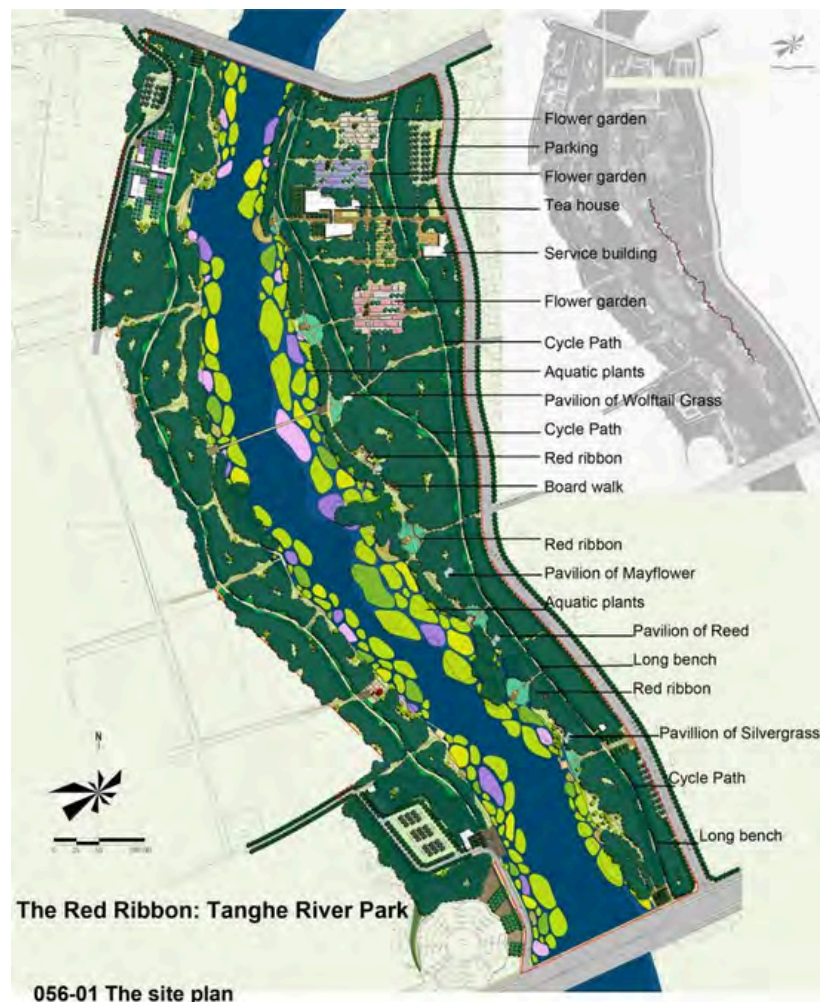 Flower garden
Parking
Flower garden
Tea house
Service building
Flower garden
Cycle Path
Aquatic plants
Pavilion of Wolftail Grass
Cycle Path
Red ribbon
Board walk
Red ribbon
Pavilion of Mayflower
Aquatic plants
Pavilion of Reed
Long bench
Red ribbon
Pavillion of Silvergrass
Cycle Path
Long bench
N
The Red Ribbon: Tanghe River Park
056-01 The site plan